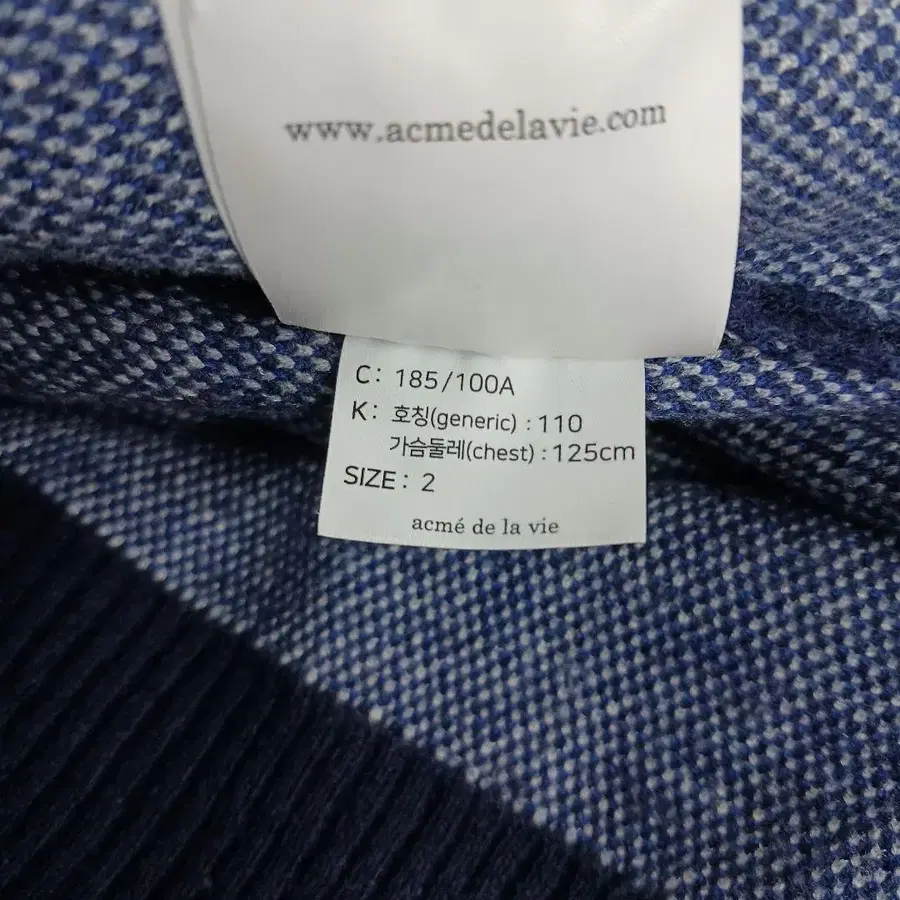 www.acmedelavie.com
C: 185/100A
K: 호칭(generic) : 110
가슴둘레(chest) : 125cm
SIZE : 2
acmé de la vie